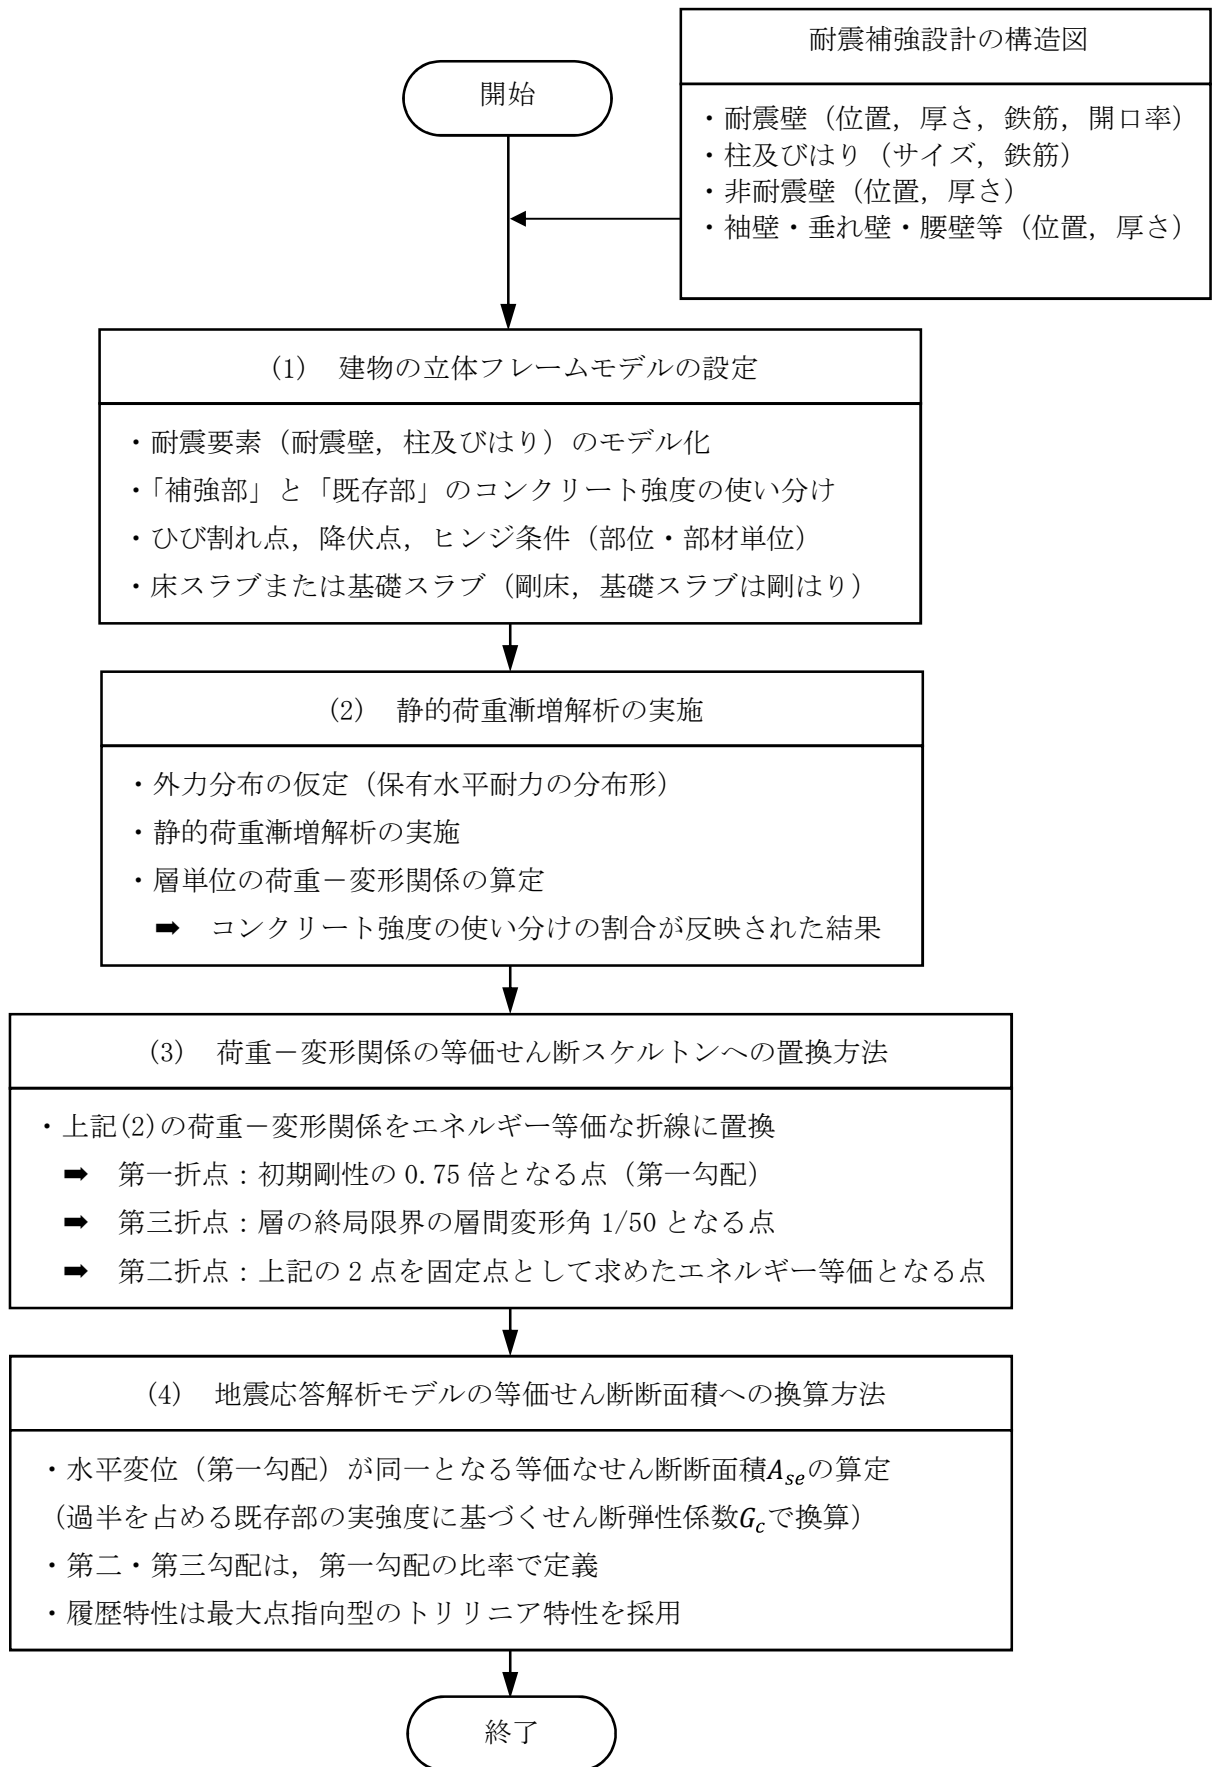 開始
耐震補強設計の構造図
・耐震壁（位置，厚さ，鉄筋，開口率）
・柱及びはり（サイズ，鉄筋）
・非耐震壁（位置，厚さ）
・袖壁・垂れ壁・腰壁等（位置，厚さ）
(1)　建物の立体フレームモデルの設定
・耐震要素（耐震壁，柱及びはり）のモデル化
・「補強部」と「既存部」のコンクリート強度の使い分け
・ひび割れ点，降伏点，ヒンジ条件（部位・部材単位）
・床スラブまたは基礎スラブ（剛床，基礎スラブは剛はり）
(2)　静的荷重漸増解析の実施
・外力分布の仮定（保有水平耐力の分布形）
・静的荷重漸増解析の実施
・層単位の荷重－変形関係の算定
➡　コンクリート強度の使い分けの割合が反映された結果
(3)　荷重－変形関係の等価せん断スケルトンへの置換方法
・上記(2)の荷重－変形関係をエネルギー等価な折線に置換
➡　第一折点：初期剛性の 0.75 倍となる点（第一勾配）
➡　第三折点：層の終局限界の層間変形角 1/50 となる点
➡　第二折点：上記の 2 点を固定点として求めたエネルギー等価となる点
(4)　地震応答解析モデルの等価せん断断面積への換算方法
・水平変位（第一勾配）が同一となる等価なせん断断面積A_seの算定
（過半を占める既存部の実強度に基づくせん断弾性係数G_cで換算）
・第二・第三勾配は，第一勾配の比率で定義
・履歴特性は最大点指向型のトリリニア特性を採用
終了